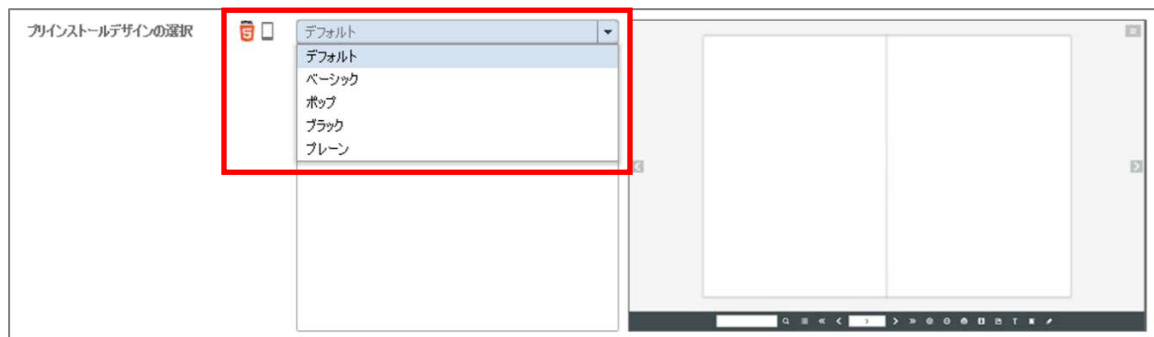 プリインストールデザインの選択
デフォルト
デフォルト
ベーシック
ポップ
ブラック
プレーン